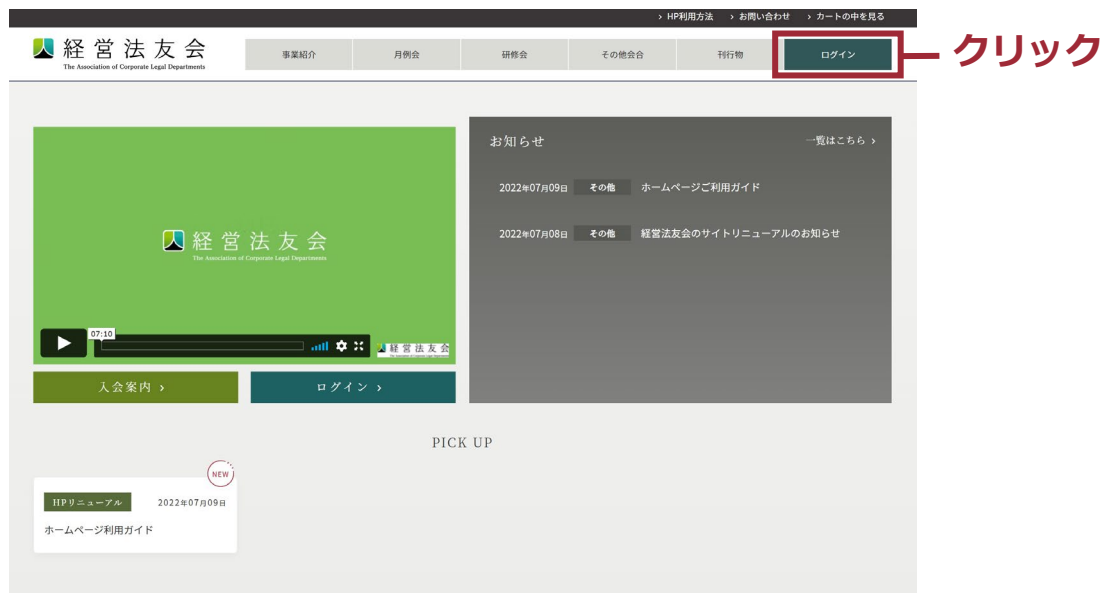 › HP利用方法 › お問い合わせ › カートの中を見る
経営法友会
The Association of Corporate Legal Departments
事業紹介 月例会 研修会 その他会合 刊行物 ログイン
クリック
お知らせ 一覧はこちら ›
2022年07月09日 その他 ホームページご利用ガイド
2022年07月08日 その他 経営法友会のサイトリニューアルのお知らせ
経営法友会
The Association of Corporate Legal Departments
07:10
経営法友会
入会案内 › ログイン ›
PICK UP
NEW
HPリニューアル 2022年07月09日
ホームページ利用ガイド